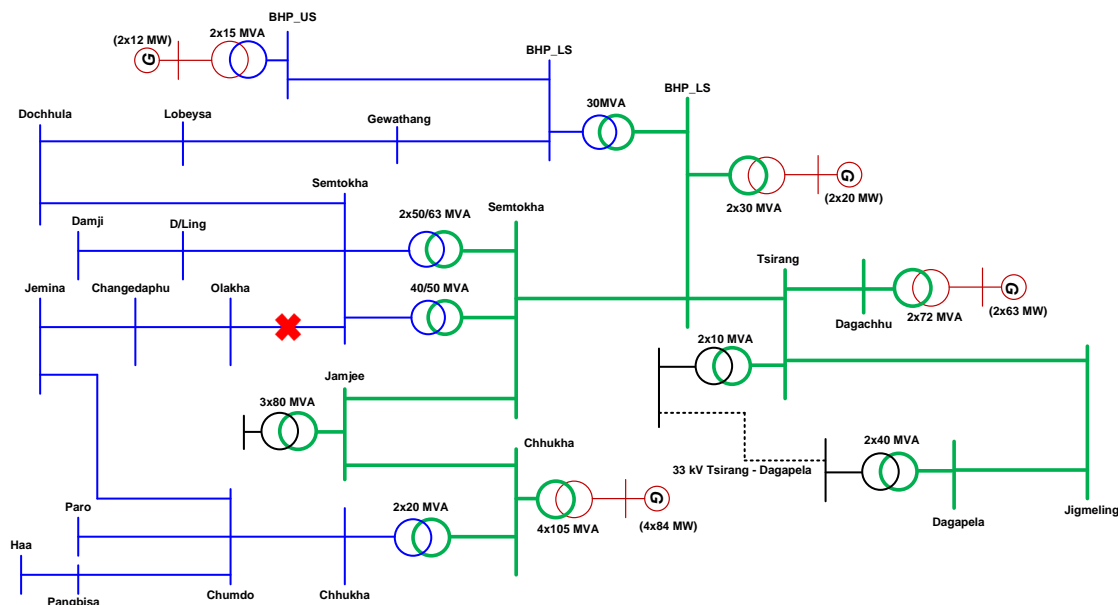 BHP_US
(2x12 MW)
2x15 MVA
G
BHP_LS
BHP_LS
30MVA
Dochhula
Lobeysa
Gewathang
2x30 MVA
G
(2x20 MW)
Semtokha
Semtokha
Damji
D/Ling
2x50/63 MVA
Tsirang
Jemina
Changedaphu
Olakha
40/50 MVA
Dagachhu
2x72 MVA
G
(2x63 MW)
2x10 MVA
Jamjee
3x80 MVA
Chhukha
33 kV Tsirang - Dagapela
2x40 MVA
Paro
2x20 MVA
4x105 MVA
G
(4x84 MW)
Dagapela
Jigmeling
Haa
Pangbisa
Chumdo
Chhukha